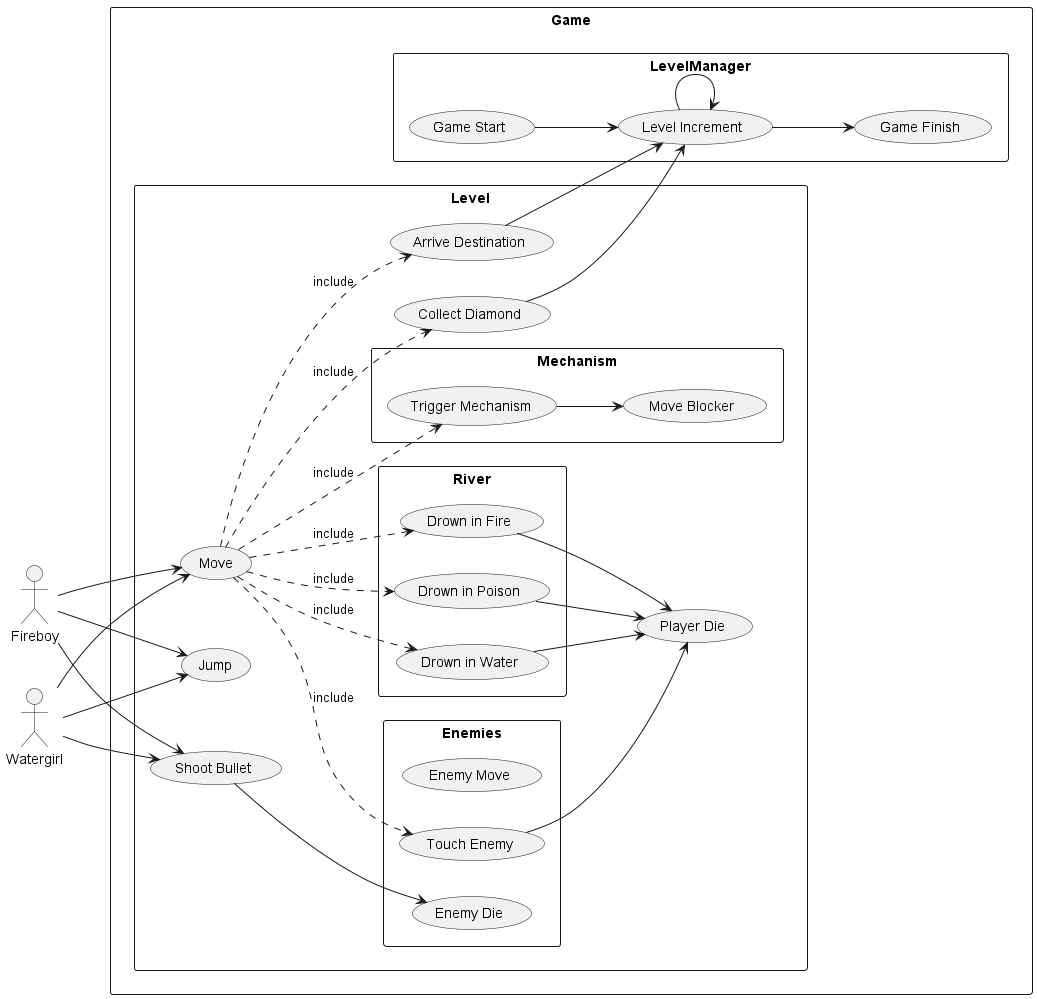 Game
LevelManager
Game Start
Level Increment
Game Finish
Level
Arrive Destination
include
Collect Diamond
include
Mechanism
Trigger Mechanism
Move Blocker
include
River
Drown in Fire
include
Move
include
Drown in Poison
include
Player Die
Fireboy
Jump
Drown in Water
include
Enemies
Watergirl
Shoot Bullet
Enemy Move
Touch Enemy
Enemy Die